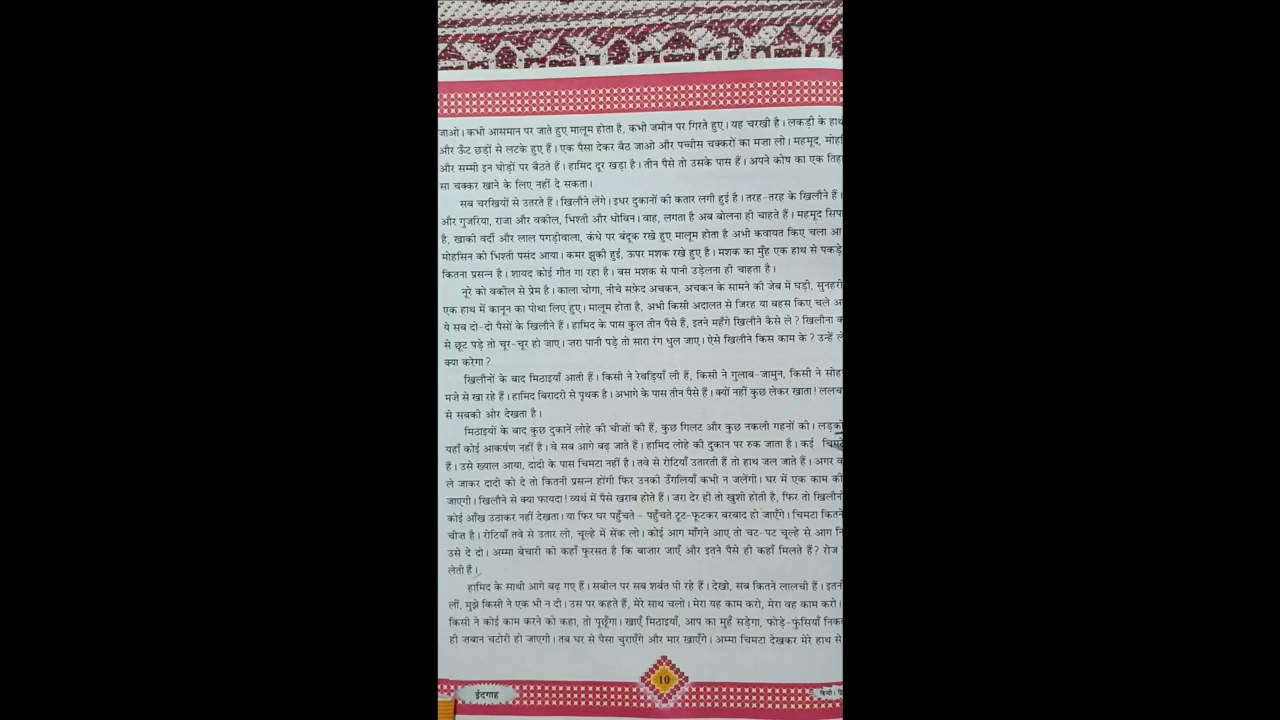 जाओ। कभी आसमान पर जाते हुए मालूम होता है, कभी जमीन पर गिरते हुए। यह चरखी है। लकड़ी के
और ऊँट छड़ों से लटके हुए हैं। एक पैसा देकर बैठ जाओ और पच्चीस चक्करों का मज़ा लो। महमूद,
और सम्मी इन घोड़ों पर बैठते हैं। हामिद दूर खड़ा है। तीन पैसे तो उसके पास हैं। अपने कोष का एक
सा चक्कर खाने के लिए नहीं दे सकता।
सब चरखियों से उतरते हैं। खिलौने लेंगे। इधर दुकानों की कतार लगी हुई है। तरह-तरह के खिलौने हैं।
और गुजरिया, राजा और वकील, भिश्ती और धोबिन। वाह, लगता है अब बोलना ही चाहते हैं। महमूद
है, खाकी वर्दी और लाल पगड़ीवाला, कंधे पर बंदूक रखे हुए मालूम होता है अभी कवायत किए चला आ
मोहसिन को भिश्ती पसंद आया। कमर झुकी हुई, ऊपर मशक रखे हुए है। मशक का मुँह एक हाथ से पकड़े
कितना प्रसन्न है। शायद कोई गीत गा रहा है। बस मशक से पानी उड़ेलना ही चाहता है।
नूरे को वकील से प्रेम है। काला चोगा, नीचे सफ़ेद अचकन, अचकन के सामने की जेब में घड़ी, सुनहरी
एक हाथ में कानून का पोथा लिए हुए। मालूम होता है, अभी किसी अदालत से जिरह या बहस किए चले
ये सब दो-दो पैसों के खिलौने हैं। हामिद के पास कुल तीन पैसे हैं, इतने महँगे खिलौने कैसे ले? खिलौना
से छूट पड़े तो चूर-चूर हो जाए। ज़रा पानी पड़े तो सारा रंग धुल जाए। ऐसे खिलौने किस काम के? उन्हें
क्या करेगा?
खिलौनों के बाद मिठाइयाँ आती हैं। किसी ने रेवड़ियाँ ली हैं, किसी ने गुलाब-जामुन, किसी ने
मजे से खा रहे हैं। हामिद बिरादरी से पृथक है। अभागे के पास तीन पैसे हैं। क्यों नहीं कुछ लेकर खाता!
से सबकी ओर देखता है।
मिठाइयों के बाद कुछ दुकानें लोहे की चीजों की हैं, कुछ गिलट और कुछ नकली गहनों की।
यहाँ कोई आकर्षण नहीं है। वे सब आगे बढ़ जाते हैं। हामिद लोहे की दुकान पर रुक जाता है। कई
हैं। उसे ख्याल आया, दादी के पास चिमटा नहीं है। तवे से रोटियाँ उतारती हैं तो हाथ जल जाते हैं। अगर
ले जाकर दादी को दे तो कितनी प्रसन्न होंगी फिर उनकी उँगलियाँ कभी न जलेंगी। घर में एक काम की
जाएगी। खिलौने से क्या फायदा! व्यर्थ में पैसे खराब होते हैं। जरा देर ही तो खुशी होती है, फिर तो
कोई आँख उठाकर नहीं देखता। या फिर घर पहुँचते - पहुँचते टूट-फूटकर बरबाद हो जाएँगे। चिमटा
चीज है। रोटियाँ तवे से उतार लो, चूल्हे में सेंक लो। कोई आग माँगने आए तो चट-पट चूल्हे से आग
उसे दे दो। अम्मा बेचारी को कहाँ फुरसत है कि बाजार जाएँ और इतने पैसे ही कहाँ मिलते हैं? रोज
लेती हैं।
हामिद के साथी आगे बढ़ गए हैं। सबील पर सब शर्बत पी रहे हैं। देखो, सब कितने लालची हैं।
लीं, मुझे किसी ने एक भी न दी। उस पर कहते हैं, मेरे साथ चलो। मेरा यह काम करो, मेरा वह काम करो।
किसी ने कोई काम करने को कहा, तो पूछूँगा। खाएँ मिठाइयाँ, आप का मुहँ सड़ेगा, फोड़े-फुंसियाँ
ही ज़बान चटोरी हो जाएगी। तब घर से पैसा चुराएँगे और मार खाएँगे। अम्मा चिमटा देखकर मेरे हाथ से
10
ईदगाह
हिन्दी